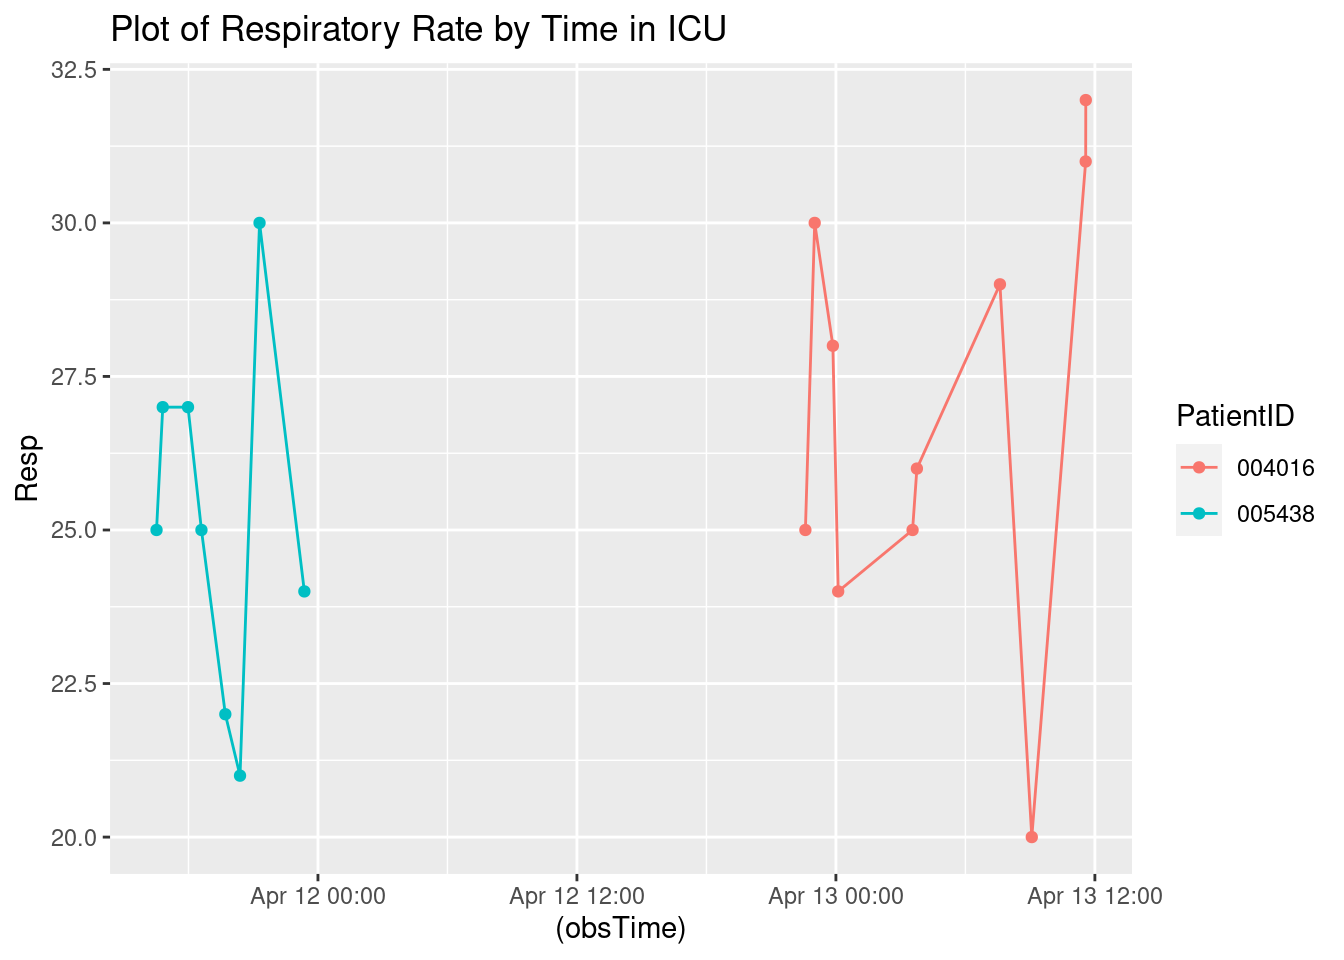 Plot of Respiratory Rate by Time in ICU
32.5
30.0
27.5
25.0
22.5
20.0
Resp
Apr 12 00:00
Apr 12 12:00
Apr 13 00:00
Apr 13 12:00
(obsTime)
PatientID
004016
005438